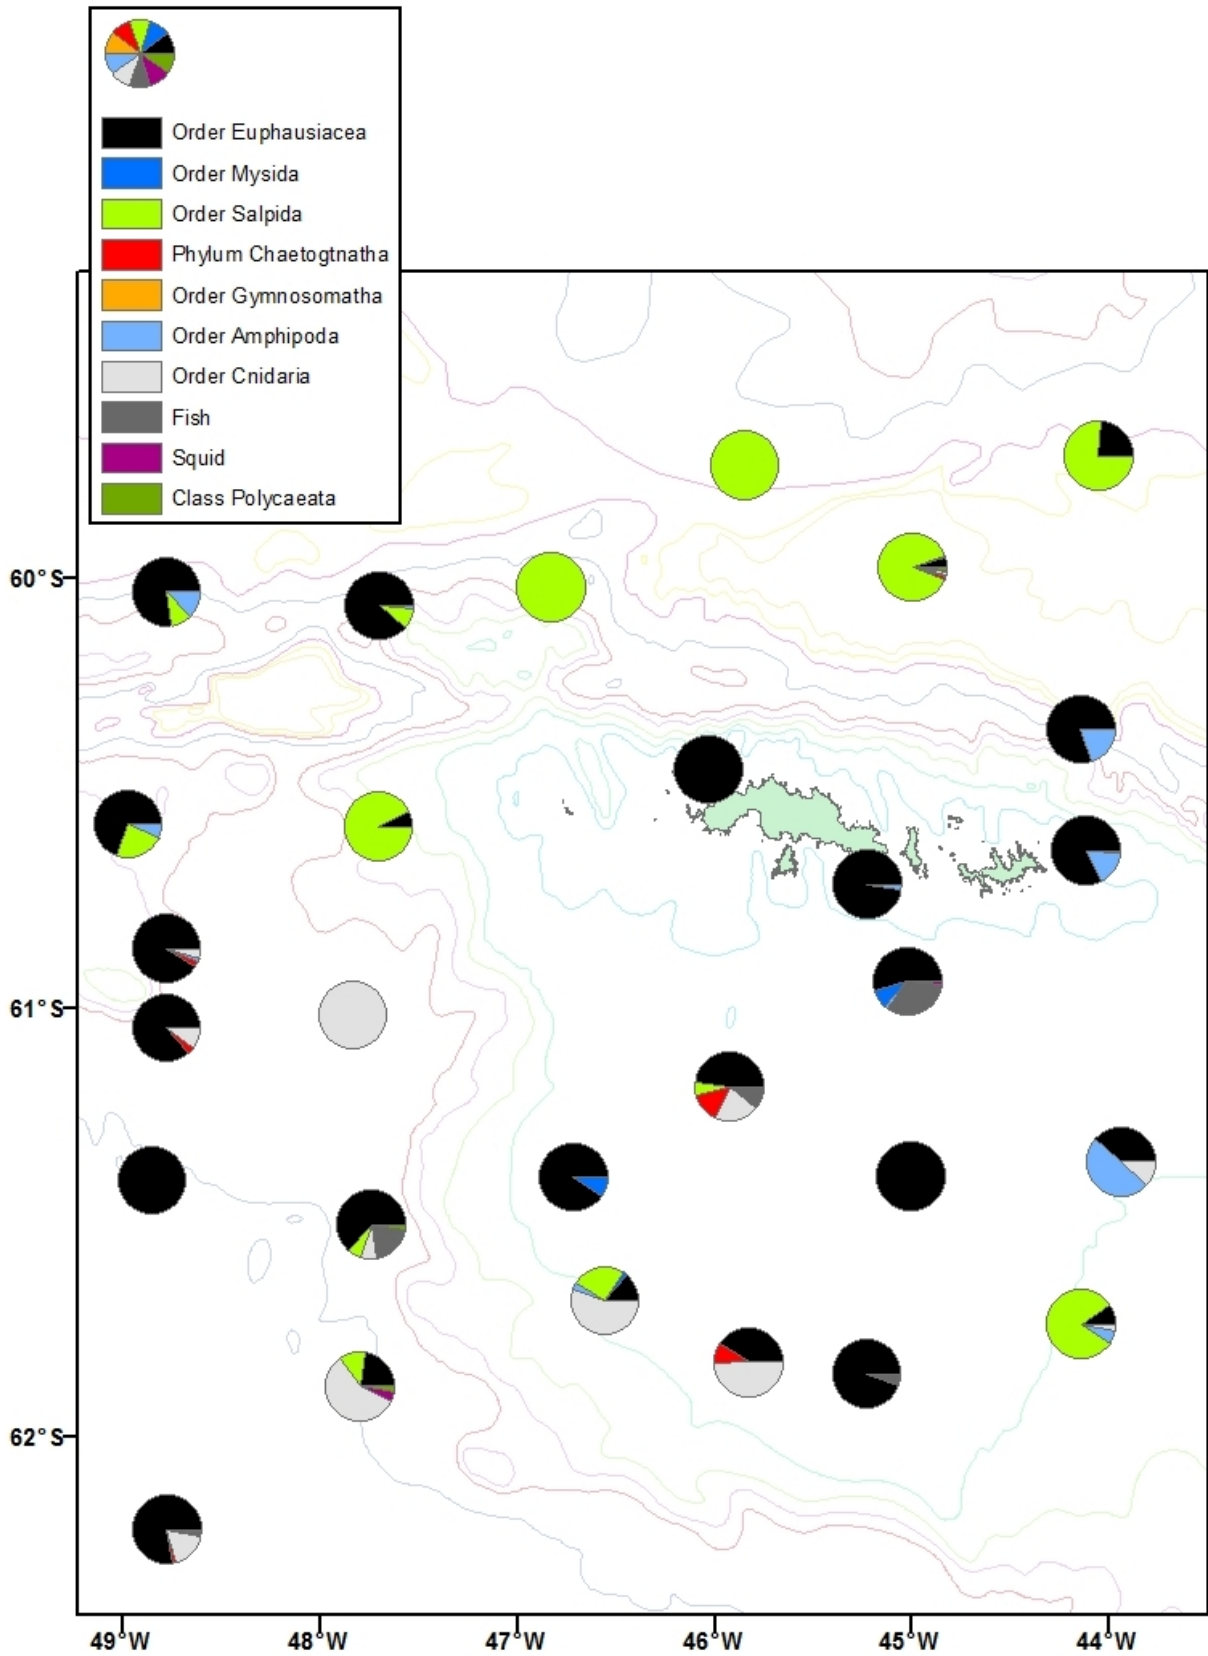 Order Euphausiacea
Order Mysida
Order Salpida
Phylum Chaetogtnatha
Order Gymnosomatha
Order Amphipoda
Order Cnidaria
Fish
Squid
Class Polycaeata
60°S
61°S
62°S
49°W 48°W 47°W 46°W 45°W 44°W